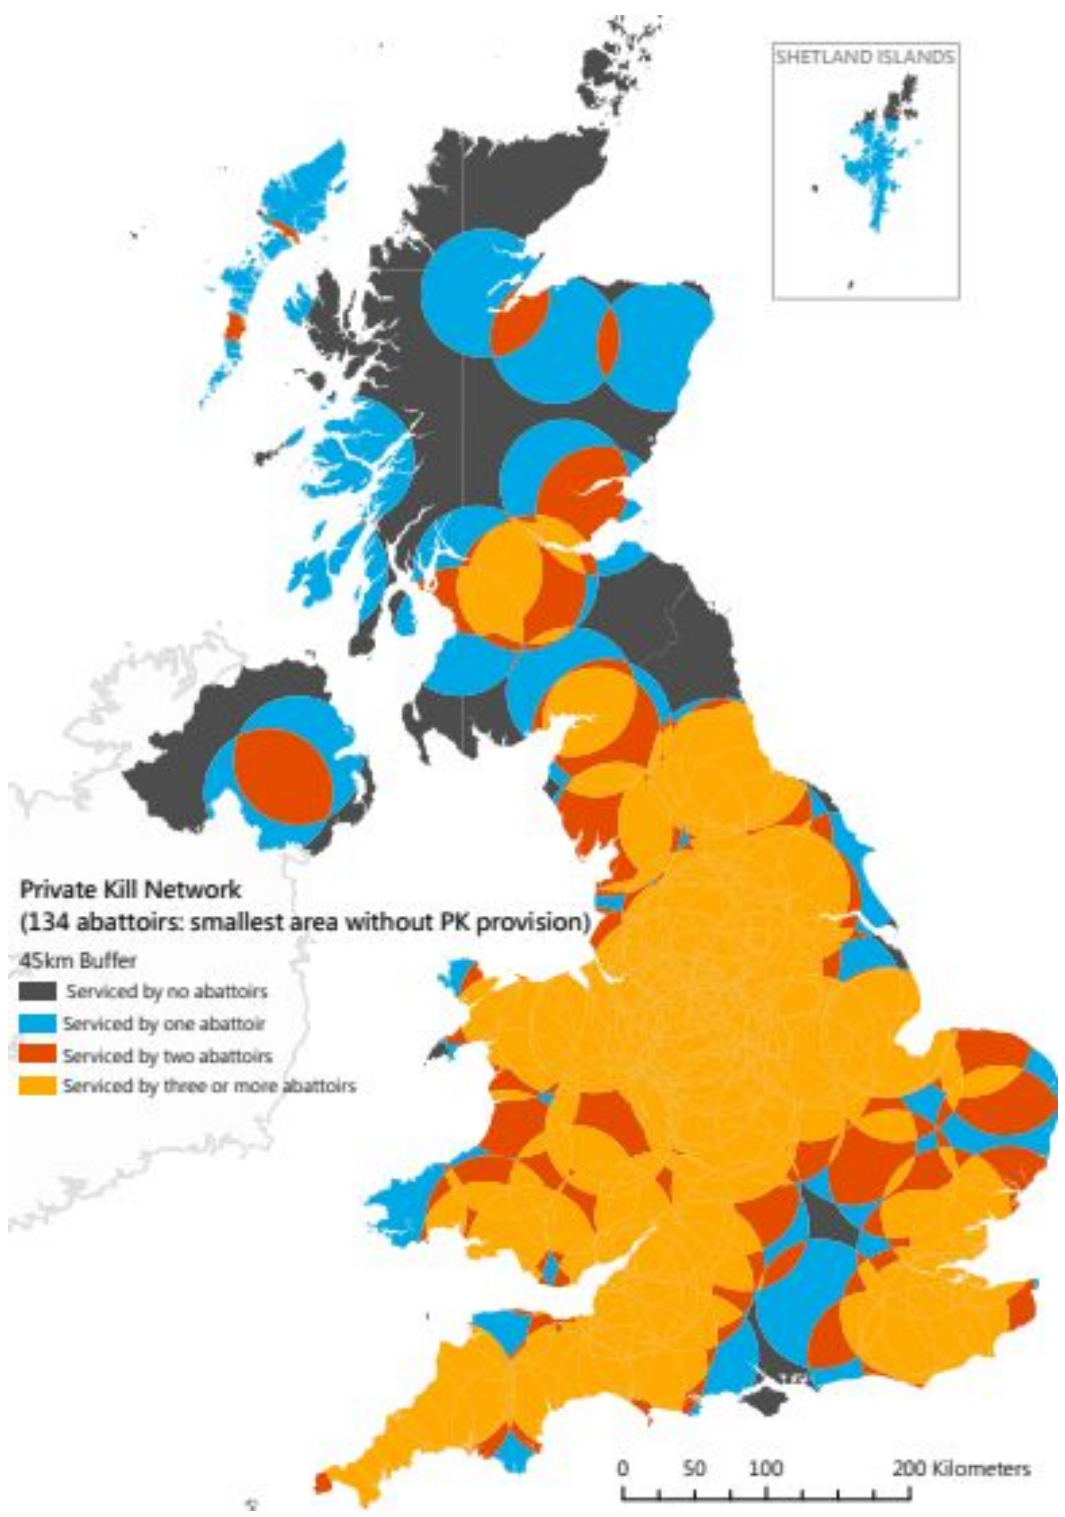 SHETLAND ISLANDS
Private Kill Network
(134 abattoirs: smallest area without PK provision)
45km Buffer
Serviced by no abattoirs
Serviced by one abattoir
Serviced by two abattoirs
Serviced by three or more abattoirs
0 50 100 200 Kilometers